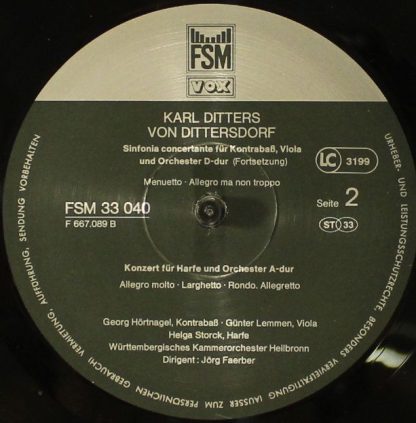 FSM
VOX
KARL DITTERS
VON DITTERSDORF
Sinfonia concertante für Kontrabaß, Viola
und Orchester D-dur (Fortsetzung)
Menuetto · Allegro ma non troppo
LC 3199
FSM 33 040
F 667.089 B
Seite 2
ST 33
Konzert für Harfe und Orchester A-dur
Allegro molto · Larghetto · Rondo. Allegretto
Georg Hörtnagel, Kontrabaß · Günter Lemmen, Viola
Helga Storck, Harfe
Württembergisches Kammerorchester Heilbronn
Dirigent: Jörg Faerber
URHEBER- UND LEISTUNGSSCHUTZRECHTE, BESONDERS VERVIELFÄLTIGUNG (AUSSER ZUM PERSÖNLICHEN GEBRAUCH) VERMIETUNG, AUFFÜHRUNG, SENDUNG VORBEHALTEN